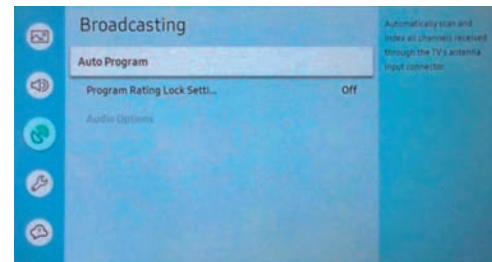 Broadcasting
Auto Program
Program Rating Lock Setti... Off
Audio Options
Automatically scan and
index all channels received
through the TV's antenna
input connector.